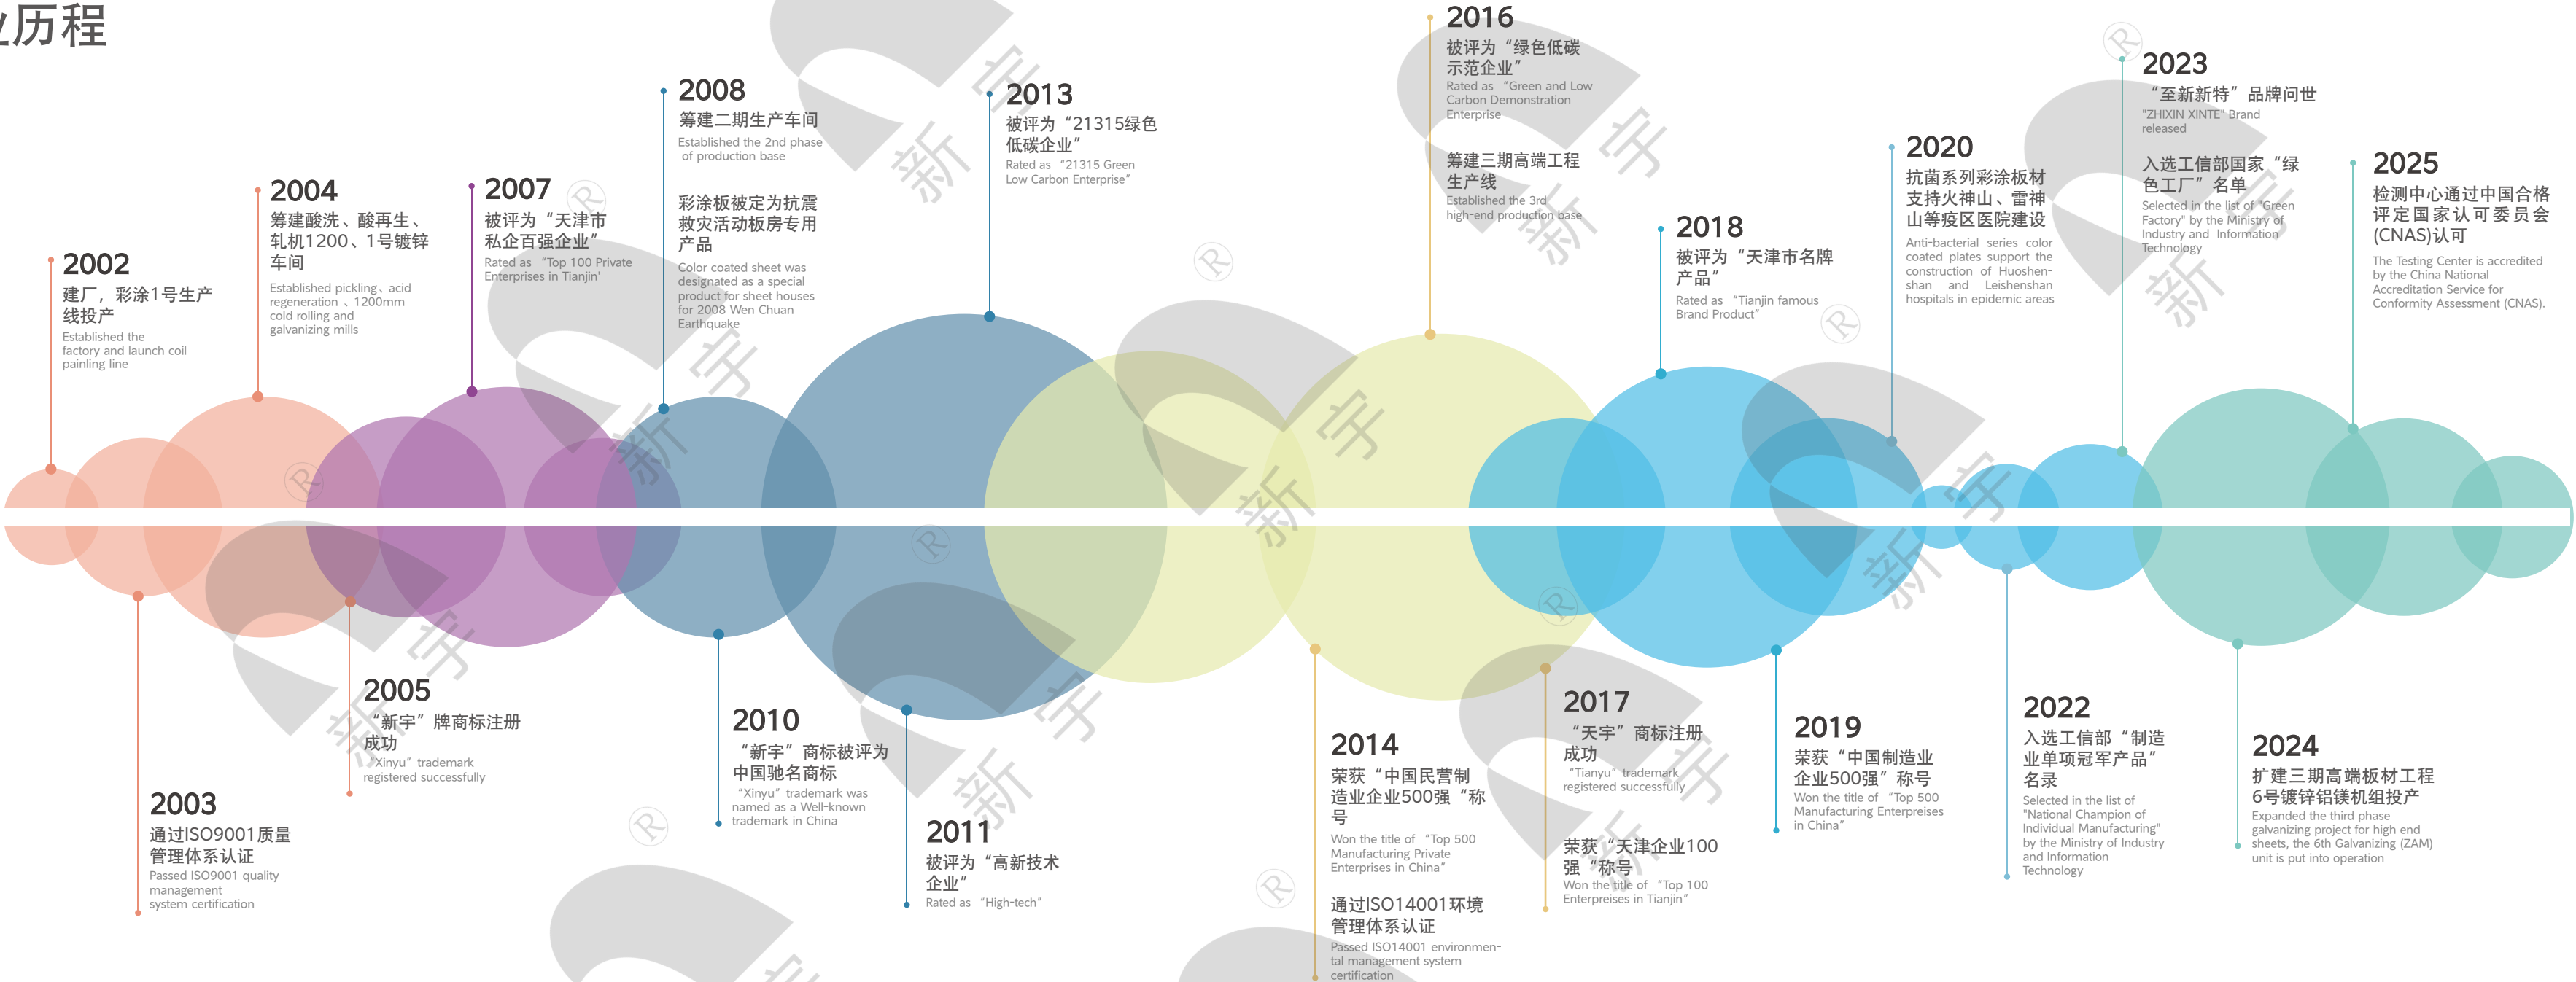 业历程
2002
建厂，彩涂1号生产
线投产
Established the
factory and launch coil
painling line
2003
通过ISO9001质量
管理体系认证
Passed ISO9001 quality
management
system certification
2004
筹建酸洗、酸再生、
轧机1200、1号镀锌
车间
Established pickling、acid
regeneration 、1200mm
cold rolling and
galvanizing mills
2005
“新宇”牌商标注册
成功
“Xinyu” trademark
registered successfully
2007
被评为“天津市
私企百强企业”
Rated as “Top 100 Private
Enterprises in Tianjin'
2008
筹建二期生产车间
Established the 2nd phase
of production base
彩涂板被定为抗震
救灾活动板房专用
产品
Color coated sheet was
designated as a special
product for sheet houses
for 2008 Wen Chuan
Earthquake
2010
“新宇”商标被评为
中国驰名商标
“Xinyu” trademark was
named as a Well-known
trademark in China
2011
被评为“高新技术
企业”
Rated as “High-tech”
2013
被评为“21315绿色
低碳企业”
Rated as “21315 Green
Low Carbon Enterprise”
2014
荣获“中国民营制
造业企业500强“称
号
Won the title of “Top 500
Manufacturing Private
Enterprises in China”
通过ISO14001环境
管理体系认证
Passed ISO14001 environmen-
tal management system
certification
2016
被评为“绿色低碳
示范企业”
Rated as “Green and Low
Carbon Demonstration
Enterprise
筹建三期高端工程
生产线
Established the 3rd
high-end production base
2017
“天宇”商标注册
成功
“Tianyu” trademark
registered successfully
荣获“天津企业100
强“称号
Won the title of “Top 100
Enterpreises in Tianjin”
2018
被评为“天津市名牌
产品”
Rated as “Tianjin famous
Brand Product”
2019
荣获“中国制造业
企业500强”称号
Won the title of “Top 500
Manufacturing Enterpreises
in China”
2020
抗菌系列彩涂板材
支持火神山、雷神
山等疫区医院建设
Anti-bacterial series color
coated plates support the
construction of Huoshen-
shan and Leishenshan
hospitals in epidemic areas
2022
入选工信部“制造
业单项冠军产品”
名录
Selected in the list of
"National Champion of
Individual Manufacturing"
by the Ministry of Industry
and Information
Technology
2023
“至新新特”品牌问世
"ZHIXIN XINTE" Brand
released
入选工信部国家“绿
色工厂”名单
Selected in the list of "Green
Factory" by the Ministry of
Industry and Information
Technology
2024
扩建三期高端板材工程
6号镀锌铝镁机组投产
Expanded the third phase
galvanizing project for high end
sheets, the 6th Galvanizing (ZAM)
unit is put into operation
2025
检测中心通过中国合格
评定国家认可委员会
(CNAS)认可
The Testing Center is accredited
by the China National
Accreditation Service for
Conformity Assessment (CNAS).
新宇
新宇
新宇
新宇
新宇
新宇
新宇
新宇
新宇
宇
®
®
®
®
®
®
®
®
®